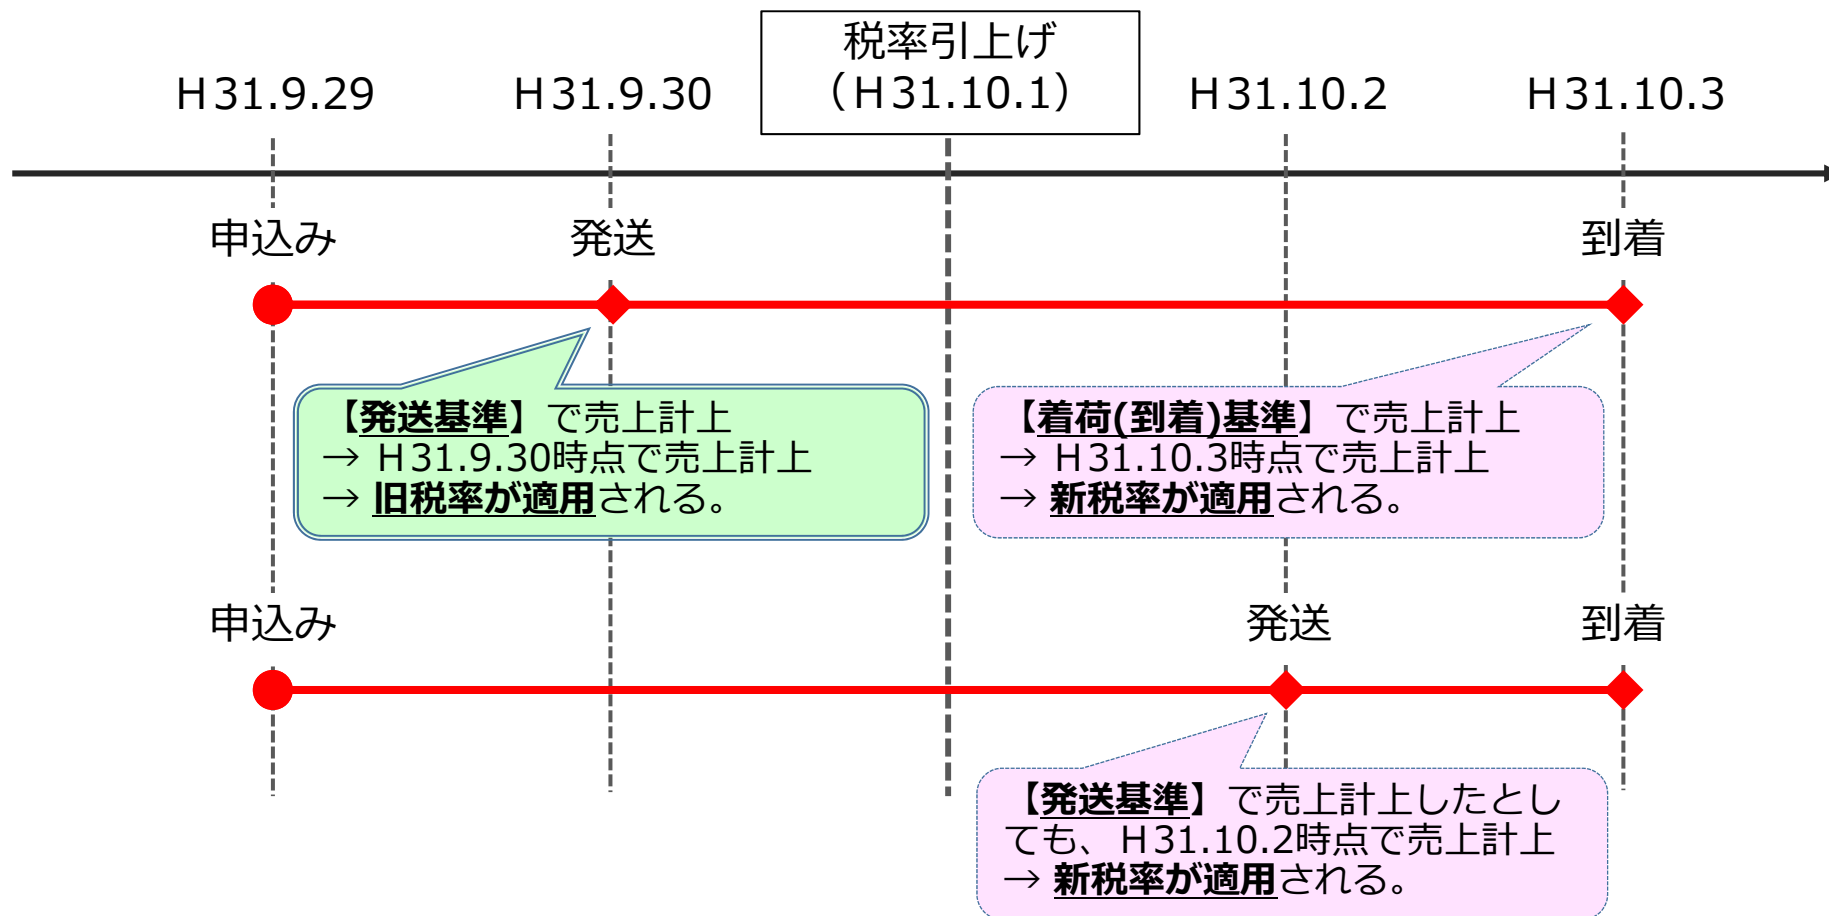 税率引上げ
（Ｈ31.10.1）
Ｈ31.9.29
Ｈ31.9.30
Ｈ31.10.2
Ｈ31.10.3
申込み
発送
到着
【発送基準】で売上計上
→ Ｈ31.9.30時点で売上計上
→ 旧税率が適用される。
【着荷(到着)基準】で売上計上
→ Ｈ31.10.3時点で売上計上
→ 新税率が適用される。
申込み
発送
到着
【発送基準】で売上計上したとし
ても、Ｈ31.10.2時点で売上計上
→ 新税率が適用される。